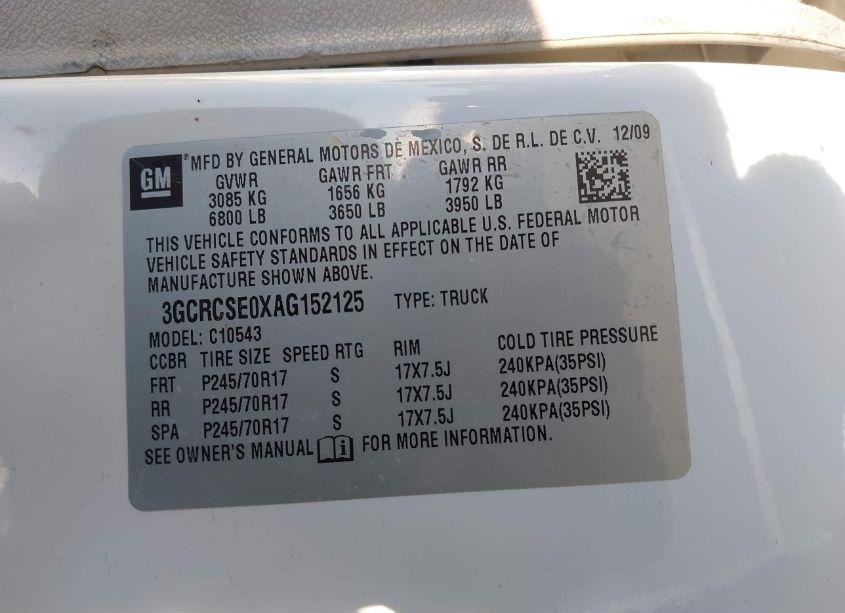 GM ® MFD BY GENERAL MOTORS DE MEXICO, S. DE R.L. DE C.V. 12/09
GVWR GAWR FRT GAWR RR
3085 KG 1656 KG 1792 KG
6800 LB 3650 LB 3950 LB
THIS VEHICLE CONFORMS TO ALL APPLICABLE U.S. FEDERAL MOTOR
VEHICLE SAFETY STANDARDS IN EFFECT ON THE DATE OF
MANUFACTURE SHOWN ABOVE.
3GCRCSE0XAG152125 TYPE: TRUCK
MODEL: C10543
CCBR TIRE SIZE SPEED RTG RIM COLD TIRE PRESSURE
FRT P245/70R17 S 17X7.5J 240KPA(35PSI)
RR P245/70R17 S 17X7.5J 240KPA(35PSI)
SPA P245/70R17 S 17X7.5J 240KPA(35PSI)
SEE OWNER'S MANUAL i FOR MORE INFORMATION.